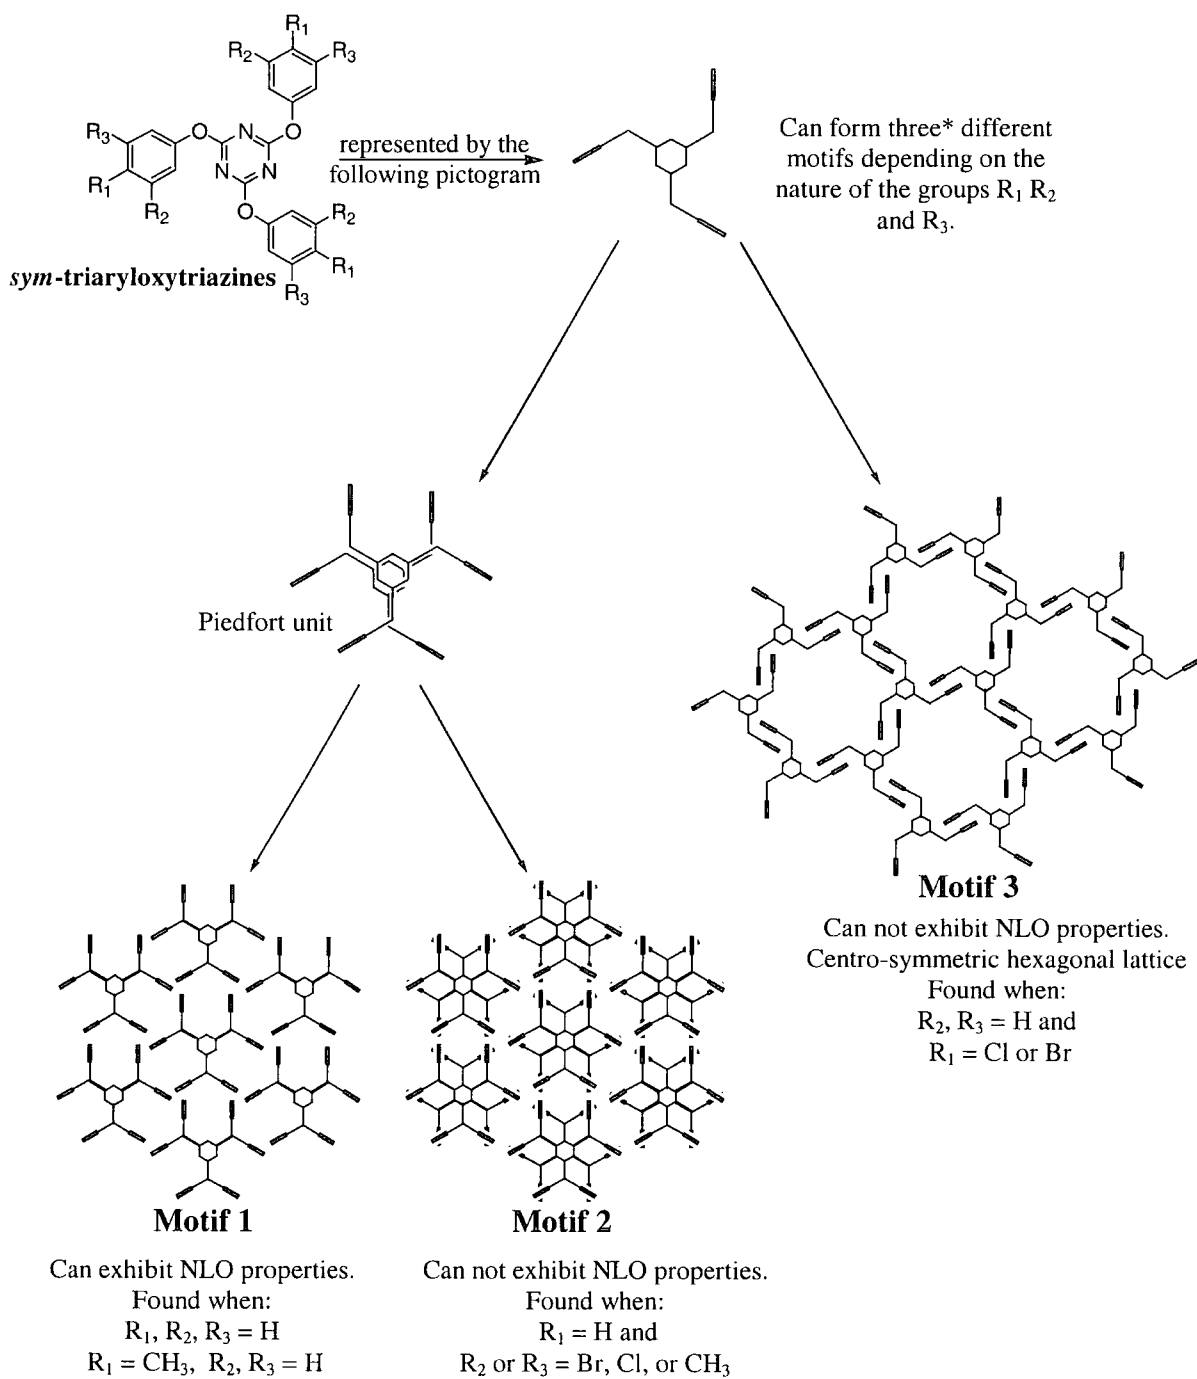 R1
R2
R3
O
N
N
O
R3
R1
N
R2
O
R2
R1
R3
sym-triaryloxytriazines
represented by the
following pictogram
Can form three* different
motifs depending on the
nature of the groups R1 R2
and R3.
Piedfort unit
Motif 3
Can not exhibit NLO properties.
Centro-symmetric hexagonal lattice
Found when:
R2, R3 = H and
R1 = Cl or Br
Motif 1
Can exhibit NLO properties.
Found when:
R1, R2, R3 = H
R1 = CH3, R2, R3 = H
Motif 2
Can not exhibit NLO properties.
Found when:
R1 = H and
R2 or R3 = Br, Cl, or CH3